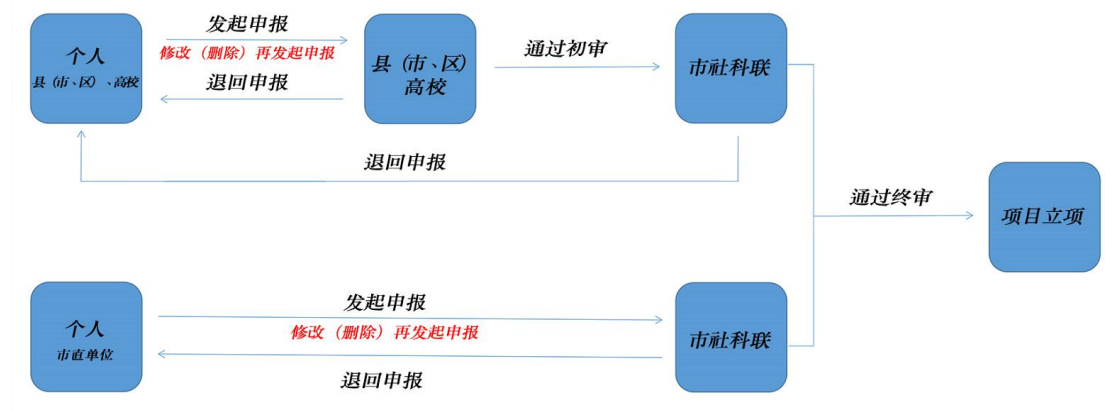 个人
县（市、区）、高校
发起申报
修改（删除）再发起申报
退回申报
县（市、区）
高校
通过初审
市社科联
退回申报
通过终审
项目立项
个人
市直单位
发起申报
修改（删除）再发起申报
退回申报
市社科联